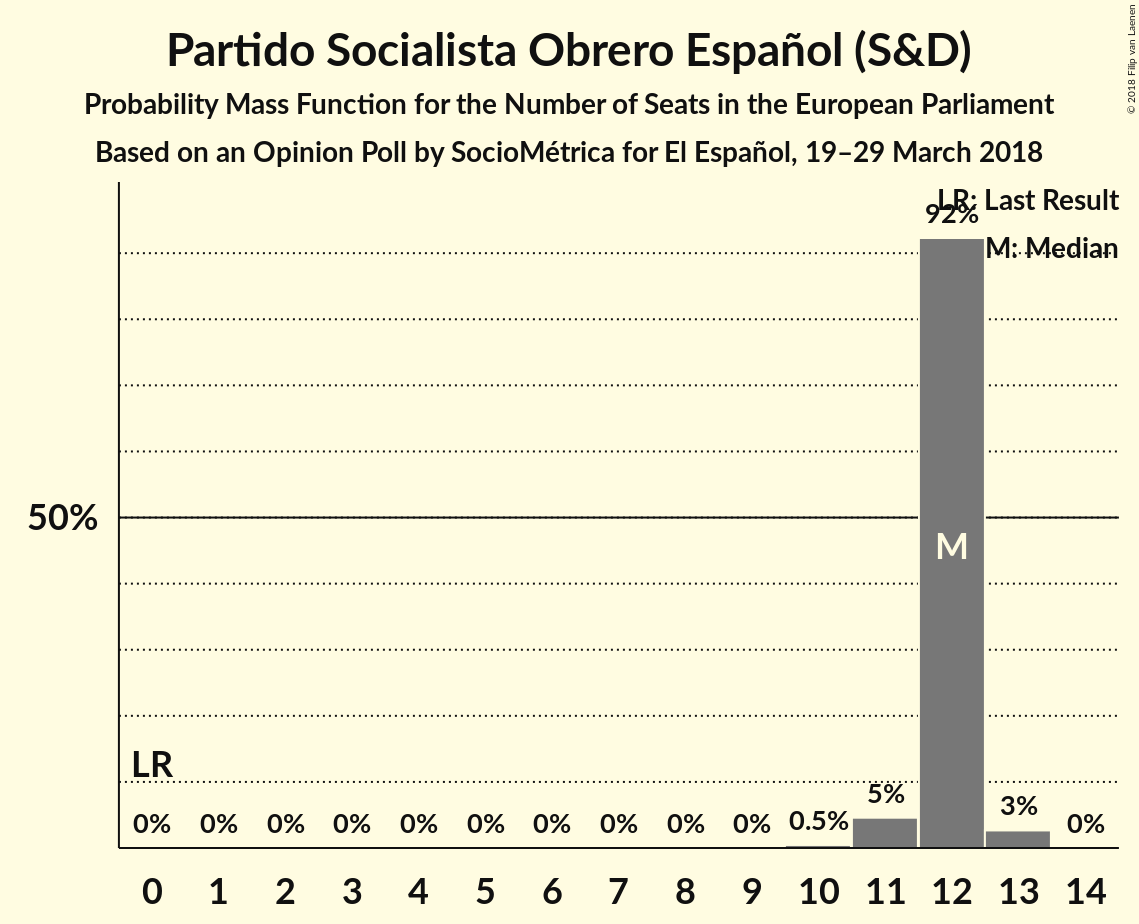 Partido Socialista Obrero Español (S&D)
Probability Mass Function for the Number of Seats in the European Parliament
Based on an Opinion Poll by SocioMétrica for El Español, 19–29 March 2018
© 2018 Filip van Laenen
LR: Last Result
M: Median
92%
50%
M
LR
0% 0% 0% 0% 0% 0% 0% 0% 0% 0% 0.5% 5% 3% 0%
0 1 2 3 4 5 6 7 8 9 10 11 12 13 14